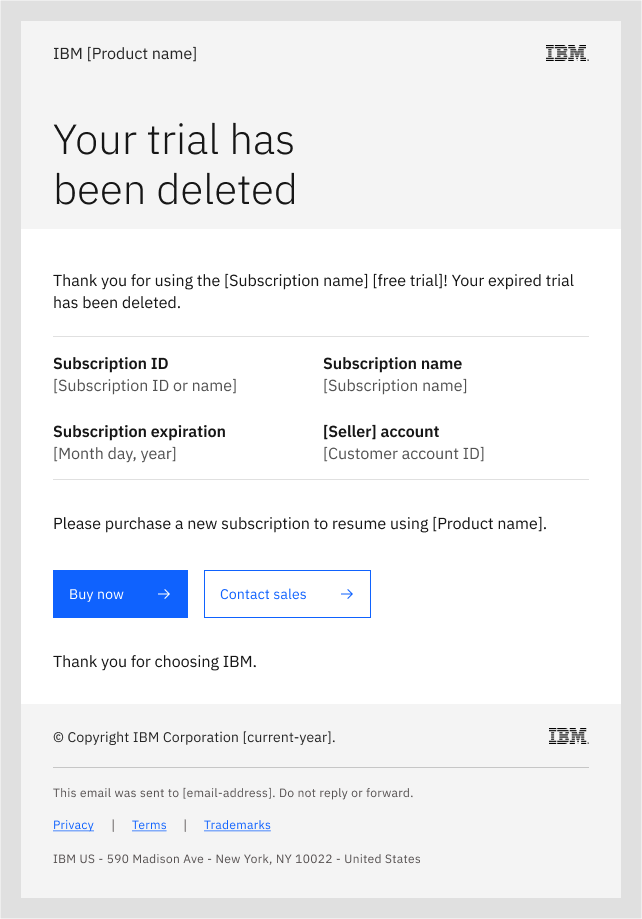 IBM [Product name]
IBM
Your trial has
been deleted
Thank you for using the [Subscription name] [free trial]! Your expired trial
has been deleted.
Subscription ID
[Subscription ID or name]
Subscription name
[Subscription name]
Subscription expiration
[Month day, year]
[Seller] account
[Customer account ID]
Please purchase a new subscription to resume using [Product name].
Buy now
Contact sales
Thank you for choosing IBM.
© Copyright IBM Corporation [current-year].
IBM
This email was sent to [email-address]. Do not reply or forward.
Privacy | Terms | Trademarks
IBM US - 590 Madison Ave - New York, NY 10022 - United States